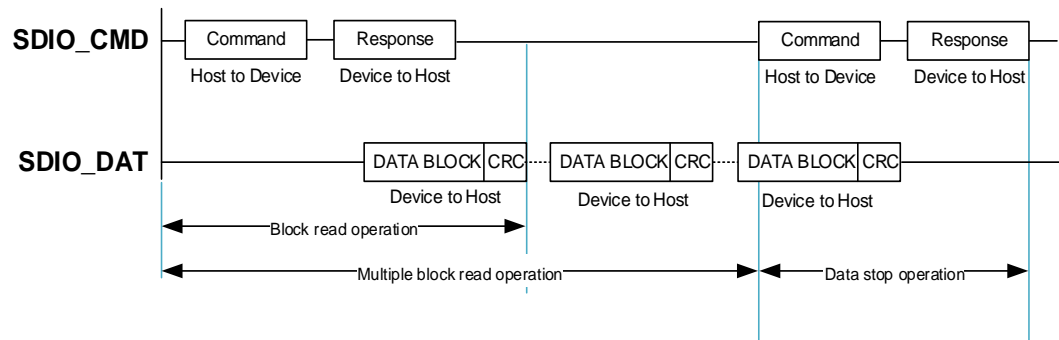 SDIO_CMD
Command
Response
Command
Response
Host to Device
Device to Host
Host to Device
Device to Host
SDIO_DAT
DATA BLOCK CRC
DATA BLOCK CRC
DATA BLOCK CRC
Device to Host
Device to Host
Device to Host
Block read operation
Multiple block read operation
Data stop operation